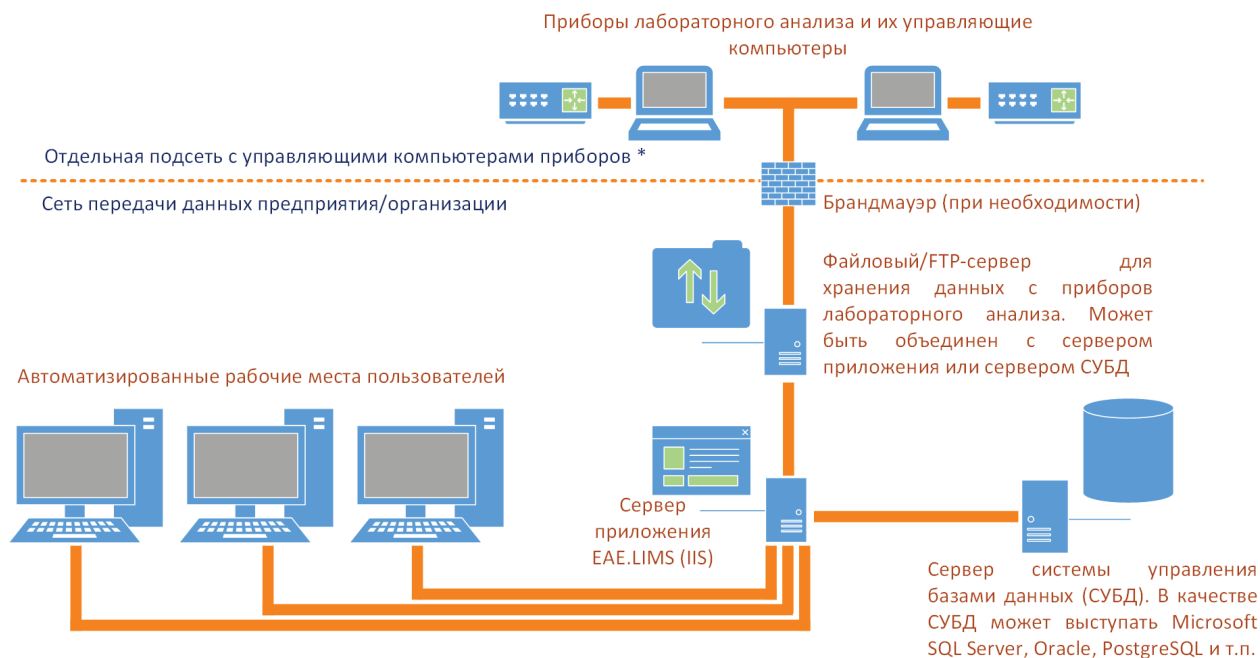 Приборы лабораторного анализа и их управляющие
компьютеры
Отдельная подсеть с управляющими компьютерами приборов *
Сеть передачи данных предприятия/организации
Брандмауэр (при необходимости)
Файловый/FTP-сервер для
хранения данных с приборов
лабораторного анализа. Может
быть объединен с сервером
приложения или сервером СУБД
Автоматизированные рабочие места пользователей
Сервер
приложения
EAE.LIMS (IIS)
Сервер системы управления
базами данных (СУБД). В качестве
СУБД может выступать Microsoft
SQL Server, Oracle, PostgreSQL и т.п.